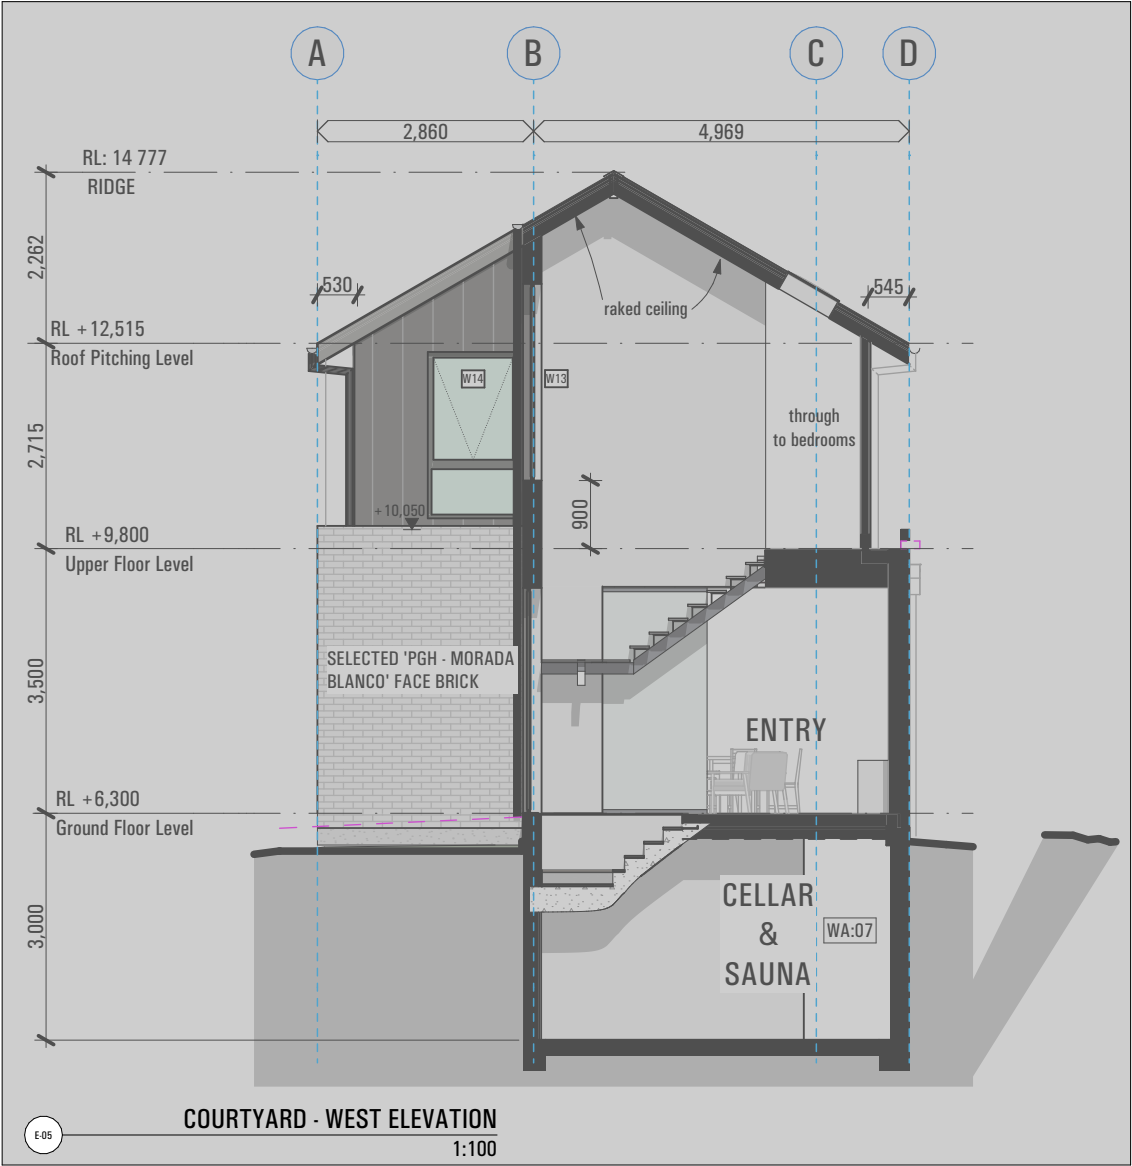 A B C D
2,860 4,969
RL: 14 777
RIDGE
2,262
530
545
raked ceiling
RL +12,515
Roof Pitching Level
W14
W13
through
to bedrooms
2,715
900
+10,050
RL +9,800
Upper Floor Level
SELECTED 'PGH - MORADA
BLANCO' FACE BRICK
3,500
ENTRY
RL +6,300
Ground Floor Level
CELLAR
&
SAUNA
WA:07
3,000
COURTYARD - WEST ELEVATION
E-05
1:100